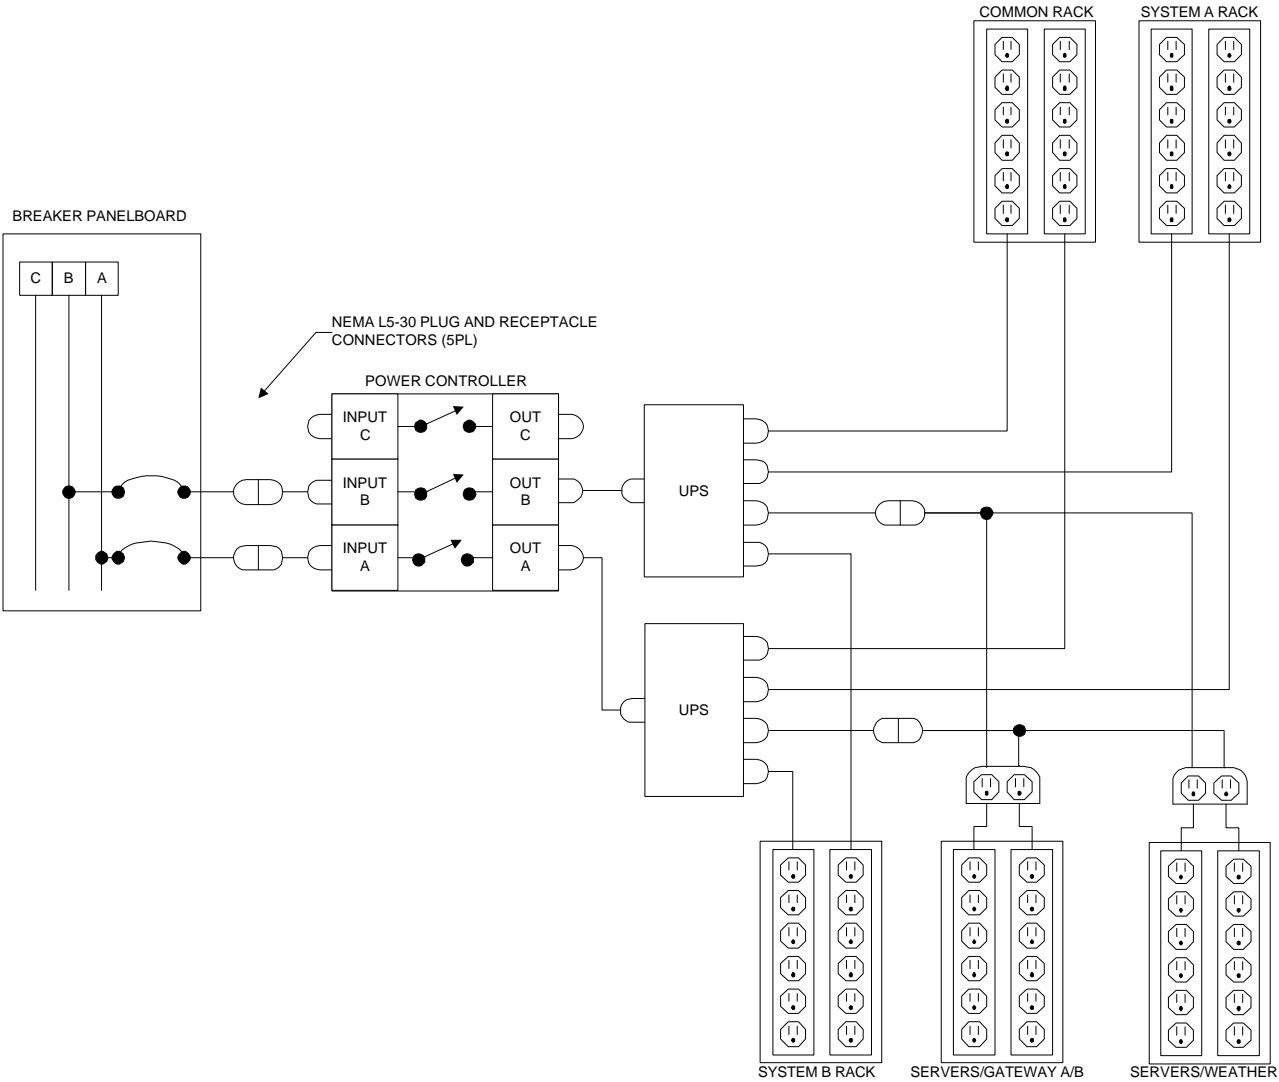 COMMON RACK
SYSTEM A RACK
BREAKER PANELBOARD
C B A
NEMA L5-30 PLUG AND RECEPTACLE
CONNECTORS (5PL)
POWER CONTROLLER
INPUT
C
OUT
C
INPUT
B
OUT
B
INPUT
A
OUT
A
UPS
UPS
SYSTEM B RACK
SERVERS/GATEWAY A/B
SERVERS/WEATHER